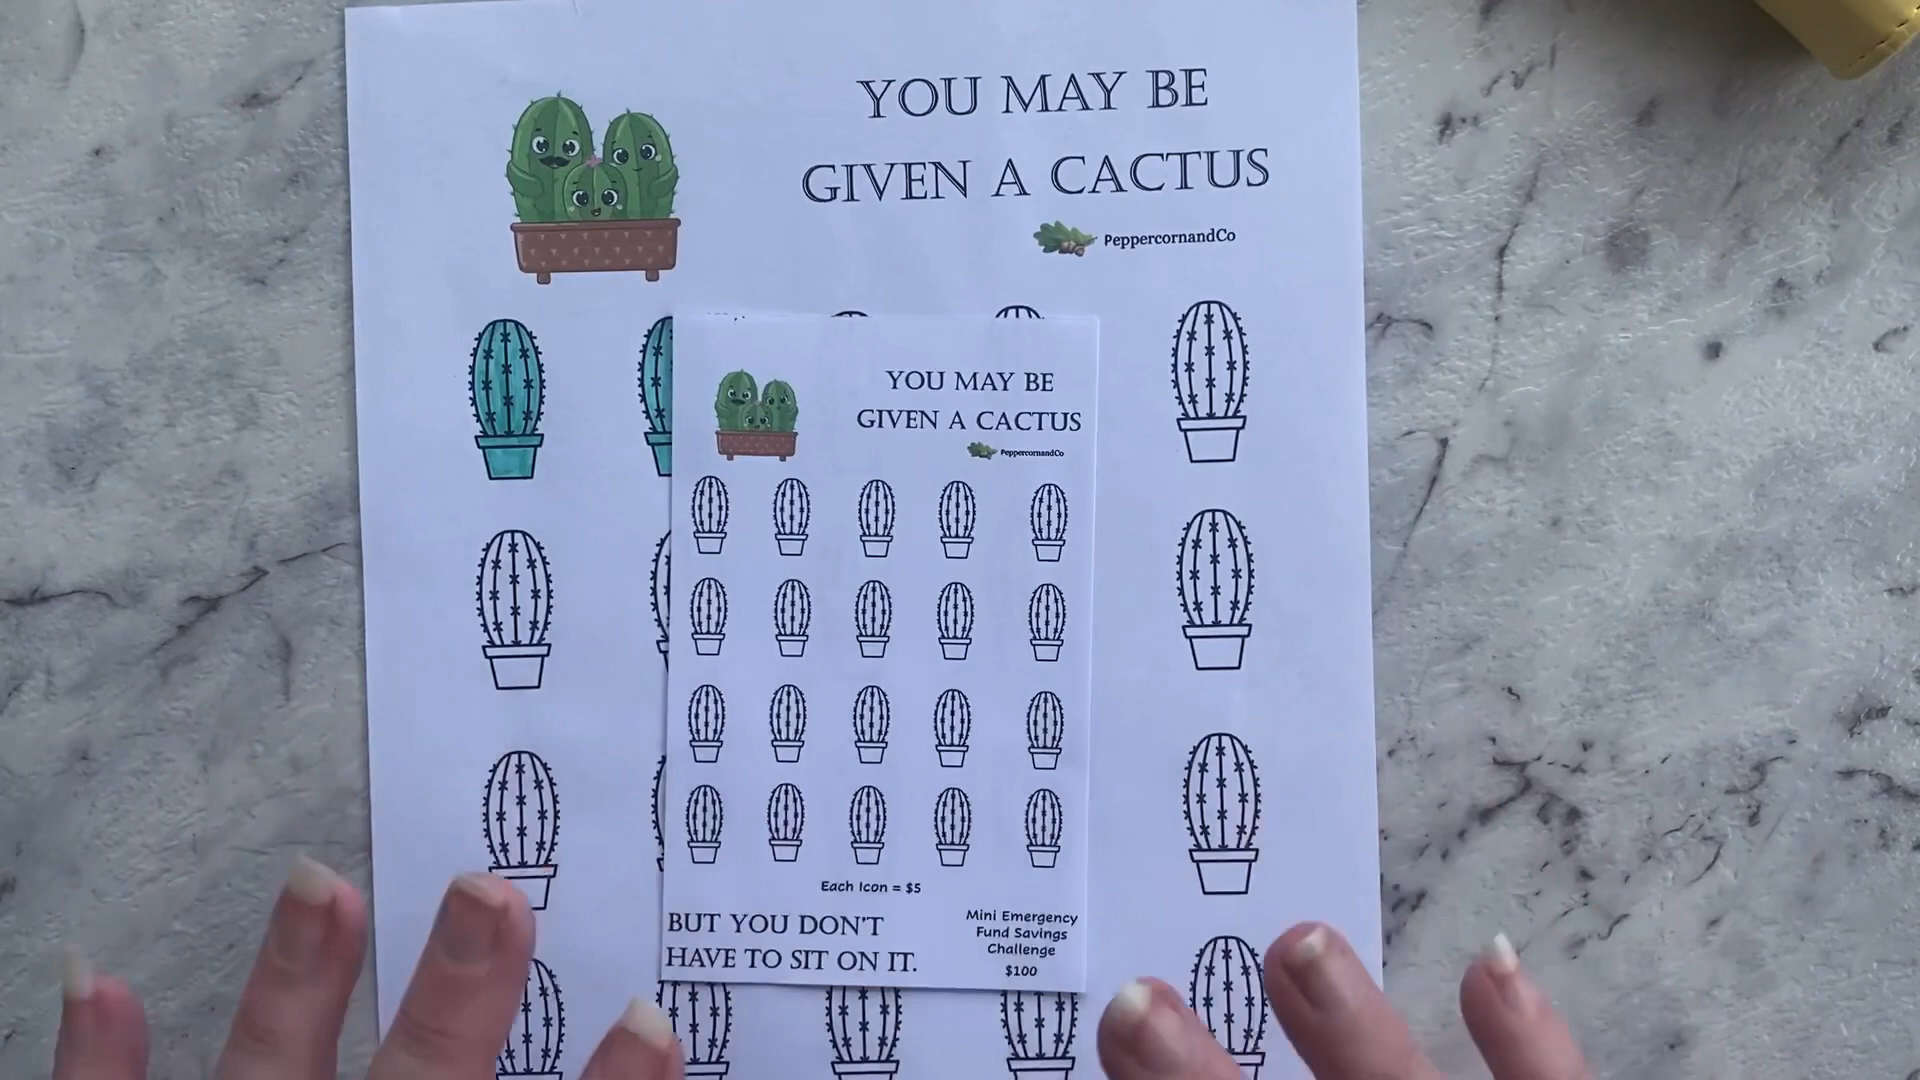 YOU MAY BE
GIVEN A CACTUS
PeppercornandCo
YOU MAY BE
GIVEN A CACTUS
PeppercornandCo
Each Icon = $5
BUT YOU DON'T
HAVE TO SIT ON IT.
Mini Emergency
Fund Savings
Challenge
$100